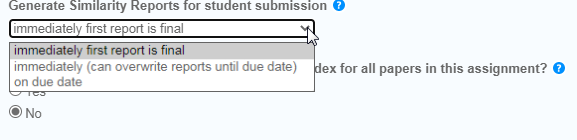 Generate Similarity Reports for student submission ?
immediately first report is final
immediately first report is final
immediately (can overwrite reports until due date)
on due date
dex for all papers in this assignment? ?
Yes
No